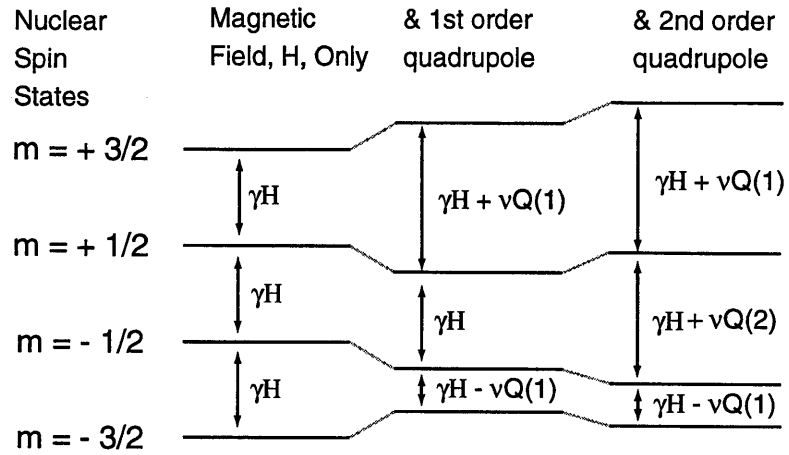 Nuclear
Spin
States
Magnetic
Field, H, Only
& 1st order
quadrupole
& 2nd order
quadrupole
m = + 3/2
m = + 1/2
m = - 1/2
m = - 3/2
γH
γH
γH
γH + νQ(1)
γH
γH - νQ(1)
γH + νQ(1)
γH + νQ(2)
γH - νQ(1)